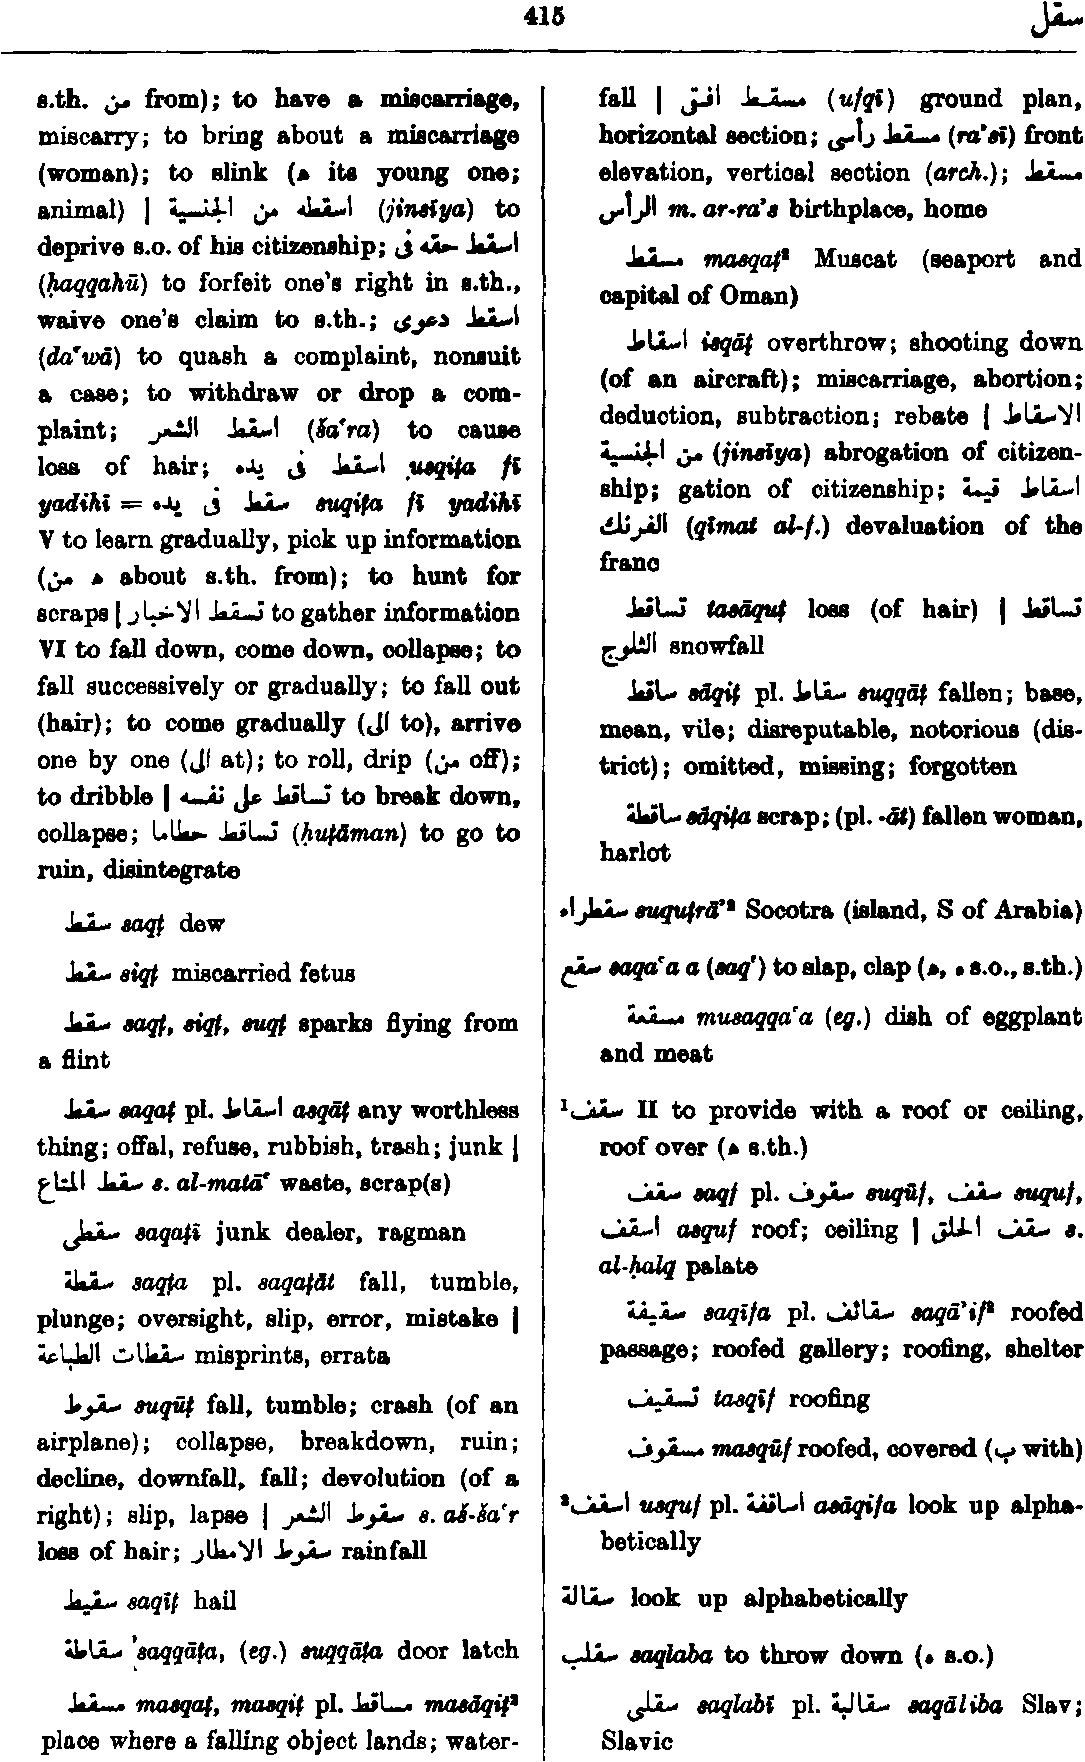 415
سقل
s.th. من from); to have a miscarriage,
miscarry; to bring about a miscarriage
(woman); to slink (ه its young one;
animal) | اسقطه من الجنسية (jinsīya) to
deprive s.o. of his citizenship; اسقط حقه فى
(ḥaqqahū) to forfeit one's right in s.th.,
waive one's claim to s.th.; اسقط دعوى
(da‘wā) to quash a complaint, nonsuit
a case; to withdraw or drop a com-
plaint; اسقط الشعر (ša‘ra) to cause
loss of hair; اسقط فى يده usqiṭa fī
yadihī = سقط فى يده suqiṭa fī yadihī
V to learn gradually, pick up information
(ه من about s.th. from); to hunt for
scraps | تسقط الاخبار to gather information
VI to fall down, come down, collapse; to
fall successively or gradually; to fall out
(hair); to come gradually (الى to), arrive
one by one (الى at); to roll, drip (من off);
to dribble | تساقط على نفسه to break down,
collapse; تساقط حطاما (ḥuṭāman) to go to
ruin, disintegrate
سقط saqṭ dew
سقط siqṭ miscarried fetus
سقط saqṭ, siqṭ, suqṭ sparks flying from
a flint
سقط saqaṭ pl. اسقاط asqāṭ any worthless
thing; offal, refuse, rubbish, trash; junk |
سقط المتاع s. al-matā‘ waste, scrap(s)
سقطى saqaṭī junk dealer, ragman
سقطة saqṭa pl. saqaṭāt fall, tumble,
plunge; oversight, slip, error, mistake |
سقطات الطباعة misprints, errata
سقوط suqūṭ fall, tumble; crash (of an
airplane); collapse, breakdown, ruin;
decline, downfall, fall; devolution (of a
right); slip, lapse | سقوط الشعر s. aš-ša‘r
loss of hair; سقوط الامطار rainfall
سقيط saqīṭ hail
سقاطة saqqāṭa, (eg.) suqqāṭa door latch
مسقط masqaṭ, masqiṭ pl. مساقط masāqiṭ²
place where a falling object lands; water-
fall | مسقط افقى (ufqī) ground plan,
horizontal section; مسقط رأسى (ra’sī) front
elevation, vertical section (arch.); مسقط
الرأس m. ar-ra’s birthplace, home
مسقط masqaṭ² Muscat (seaport and
capital of Oman)
اسقاط isqāṭ overthrow; shooting down
(of an aircraft); miscarriage, abortion;
deduction, subtraction; rebate | الاسقاط
من الجنسية (jinsīya) abrogation of citizen-
ship; gation of citizenship; اسقاط قيمة
الفرنك (qīmat al-f.) devaluation of the
franc
تساقط tasāquṭ loss (of hair) | تساقط
الثلوج snowfall
ساقط sāqiṭ pl. سقاط suqqāṭ fallen; base,
mean, vile; disreputable, notorious (dis-
trict); omitted, missing; forgotten
ساقطة sāqiṭa scrap; (pl. -āt) fallen woman,
harlot
سقطراء suquṭrā’² Socotra (island, S of Arabia)
سقع saqa‘a a (saq‘) to slap, clap (ه, ه s.o., s.th.)
مسقعة musaqqa‘a (eg.) dish of eggplant
and meat
¹سقف II to provide with a roof or ceiling,
roof over (ه s.th.)
سقف saqf pl. سقوف suqūf, سقف suquf,
اسقف asquf roof; ceiling | سقف الحلق s.
al-ḥalq palate
سقيفة saqīfa pl. سقائف saqā’if² roofed
passage; roofed gallery; roofing, shelter
تسقيف tasqīf roofing
مسقوف masqūf roofed, covered (ب with)
²اسقف usquf pl. اساقفة asāqifa look up alpha-
betically
سقالة look up alphabetically
سقلب saqlaba to throw down (ه s.o.)
سقلبى saqlabī pl. سقالبة saqāliba Slav;
Slavic